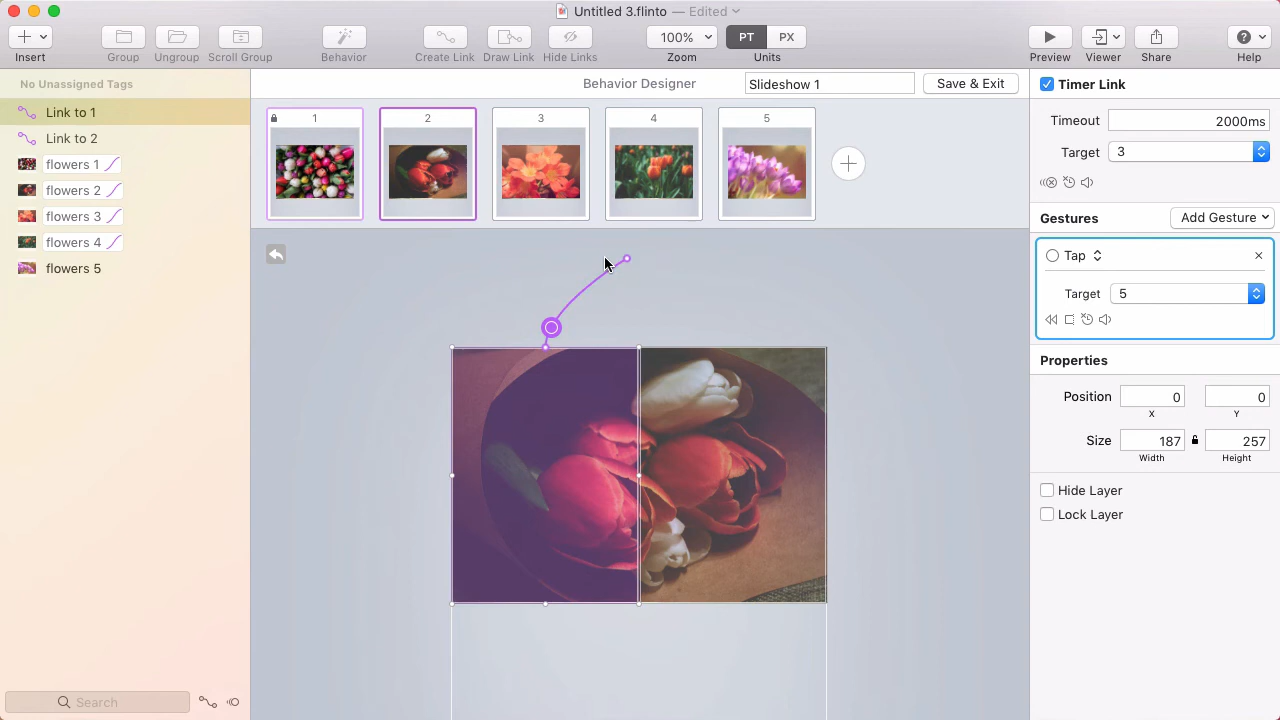 Untitled 3.flinto — Edited
Insert
Group
Ungroup
Scroll Group
Behavior
Create Link
Draw Link
Hide Links
100%
Zoom
PT
PX
Units
Preview
Viewer
Share
?
Help
No Unassigned Tags
Link to 1
Link to 2
flowers 1
flowers 2
flowers 3
flowers 4
flowers 5
Search
Behavior Designer
Slideshow 1
Save & Exit
1
2
3
4
5
Timer Link
Timeout
2000ms
Target
3
Gestures
Add Gesture
Tap
Target
5
Properties
Position
0
0
X
Y
Size
187
257
Width
Height
Hide Layer
Lock Layer